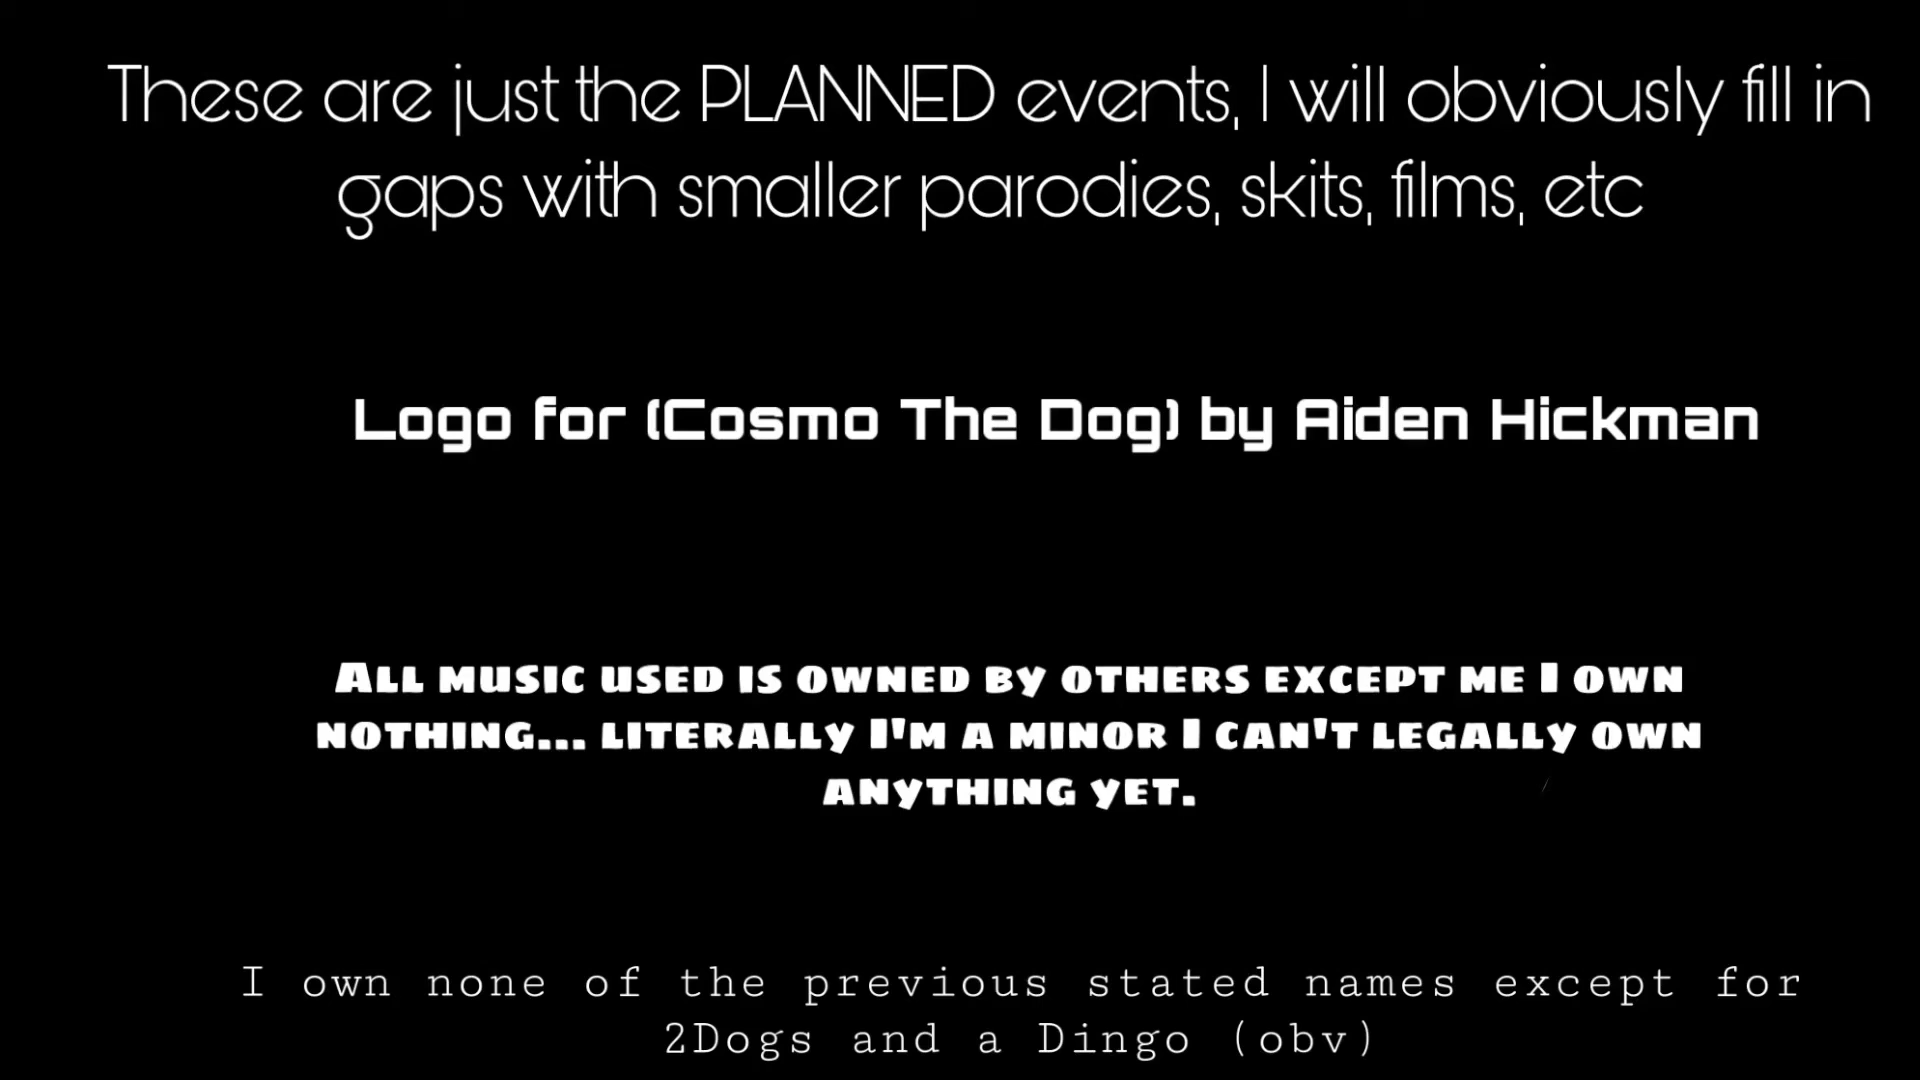 These are just the PLANNED events, I will obviously fill in
gaps with smaller parodies, skits, films, etc
Logo for (Cosmo The Dog) by Aiden Hickman
All music used is owned by others except me I own
nothing... literally I'm a minor I can't legally own
anything yet.
I own none of the previous stated names except for
2Dogs and a Dingo (obv)